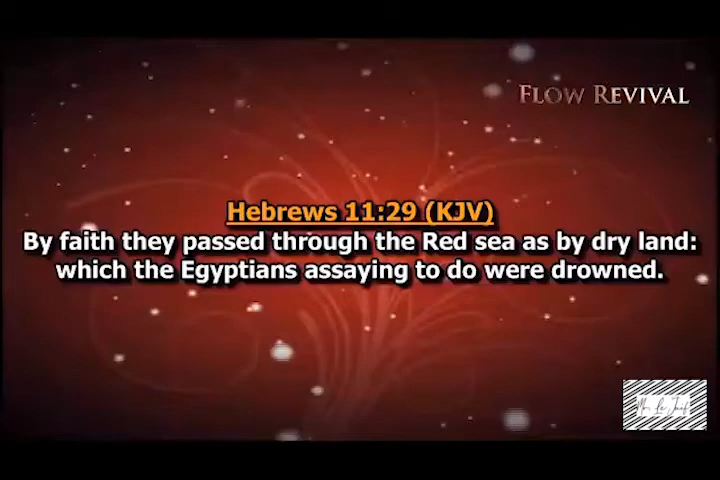 FLOW REVIVAL
Hebrews 11:29 (KJV)
By faith they passed through the Red sea as by dry land:
which the Egyptians assaying to do were drowned.